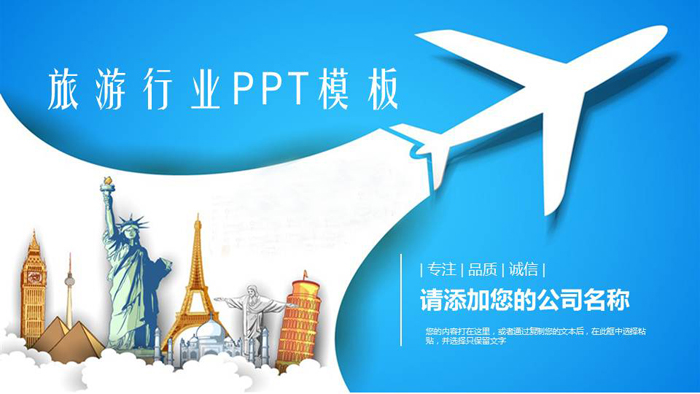 旅游行业PPT模板
| 专注 | 品质 | 诚信 |
请添加您的公司名称
您的内容打在这里，或者通过复制您的文本后，在此框中选择粘
贴，并选择只保留文字